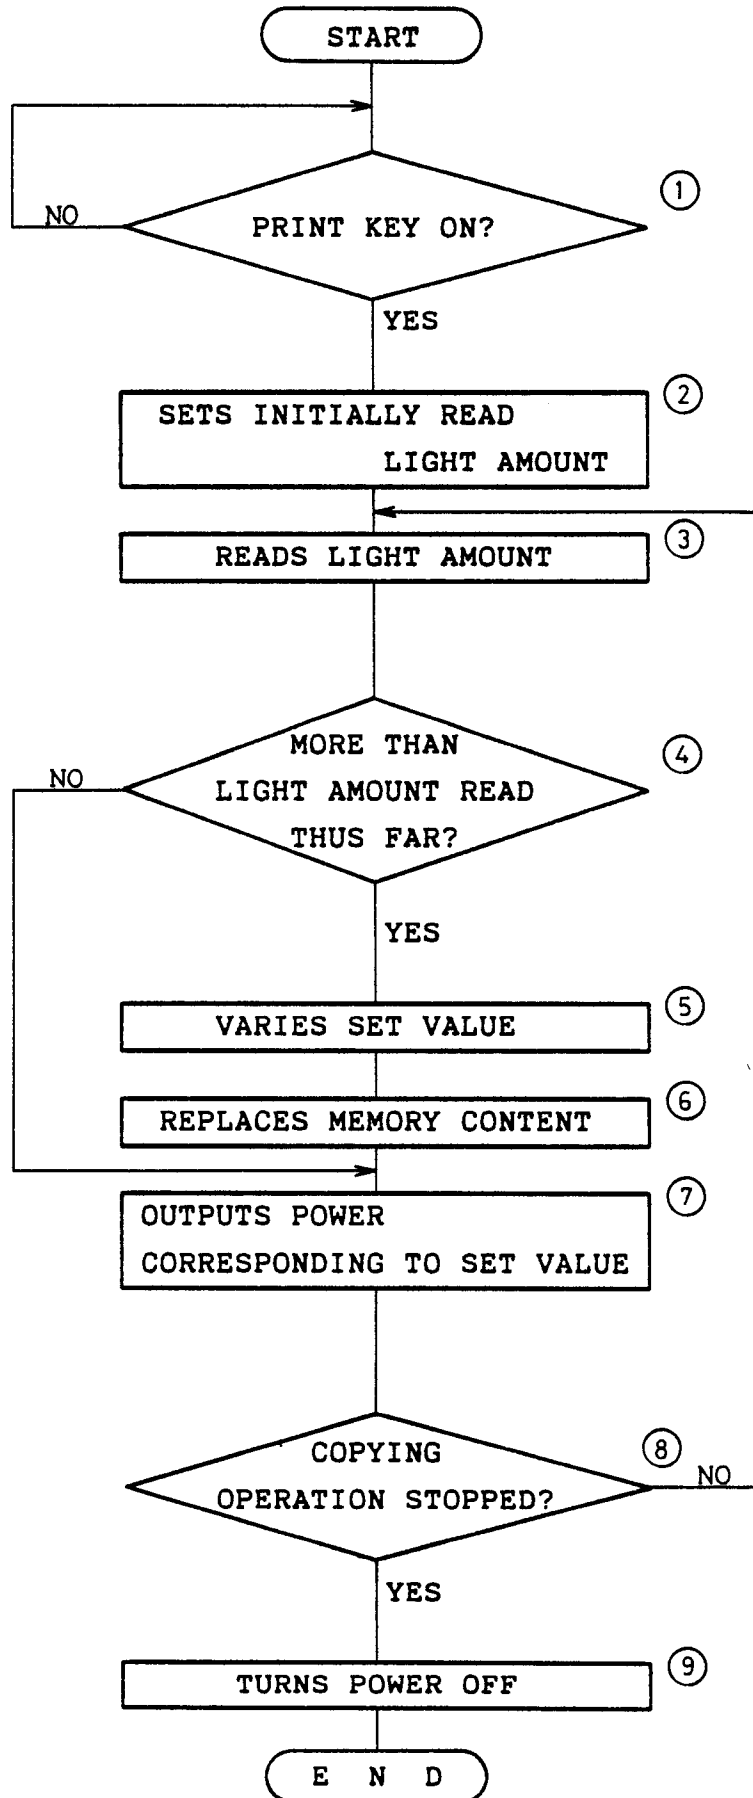 START
NO
PRINT KEY ON?
1
YES
2
SETS INITIALLY READ
LIGHT AMOUNT
3
READS LIGHT AMOUNT
MORE THAN
4
NO
LIGHT AMOUNT READ
THUS FAR?
YES
5
VARIES SET VALUE
6
REPLACES MEMORY CONTENT
7
OUTPUTS POWER
CORRESPONDING TO SET VALUE
COPYING
8
NO
OPERATION STOPPED?
YES
9
TURNS POWER OFF
E N D